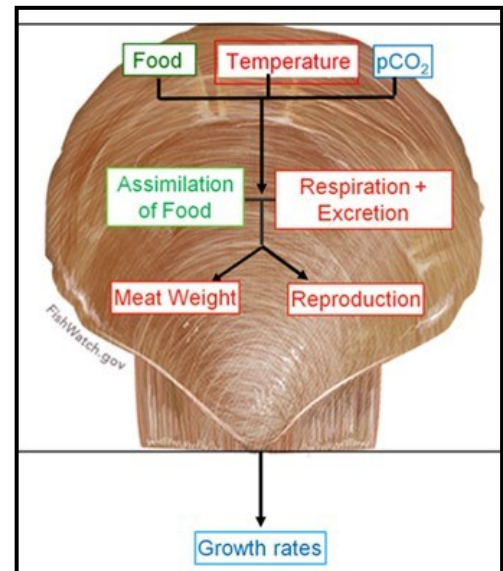 Food Temperature pCO₂
Assimilation of Food
Respiration + Excretion
Meat Weight Reproduction
FishWatch.gov
Growth rates